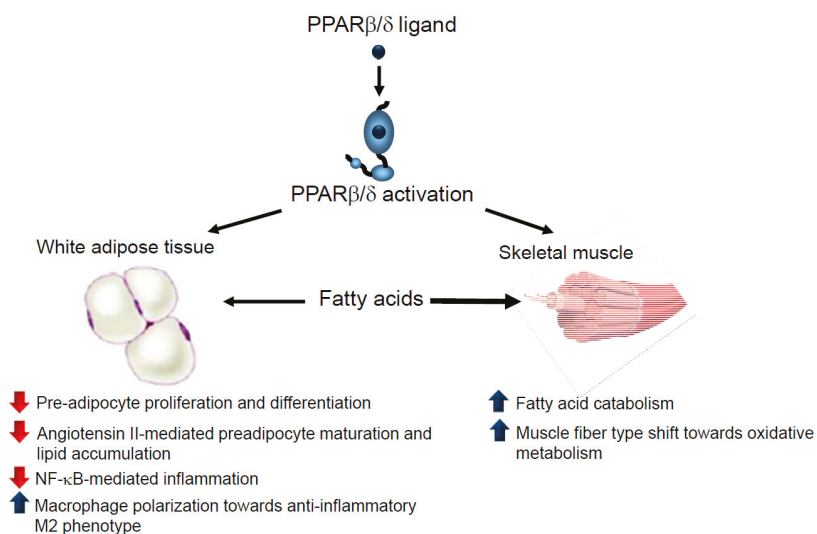 PPARβ/δ ligand
PPARβ/δ activation
White adipose tissue
Skeletal muscle
Fatty acids
Pre-adipocyte proliferation and differentiation
Angiotensin II-mediated preadipocyte maturation and
lipid accumulation
NF-κB-mediated inflammation
Macrophage polarization towards anti-inflammatory
M2 phenotype
Fatty acid catabolism
Muscle fiber type shift towards oxidative
metabolism